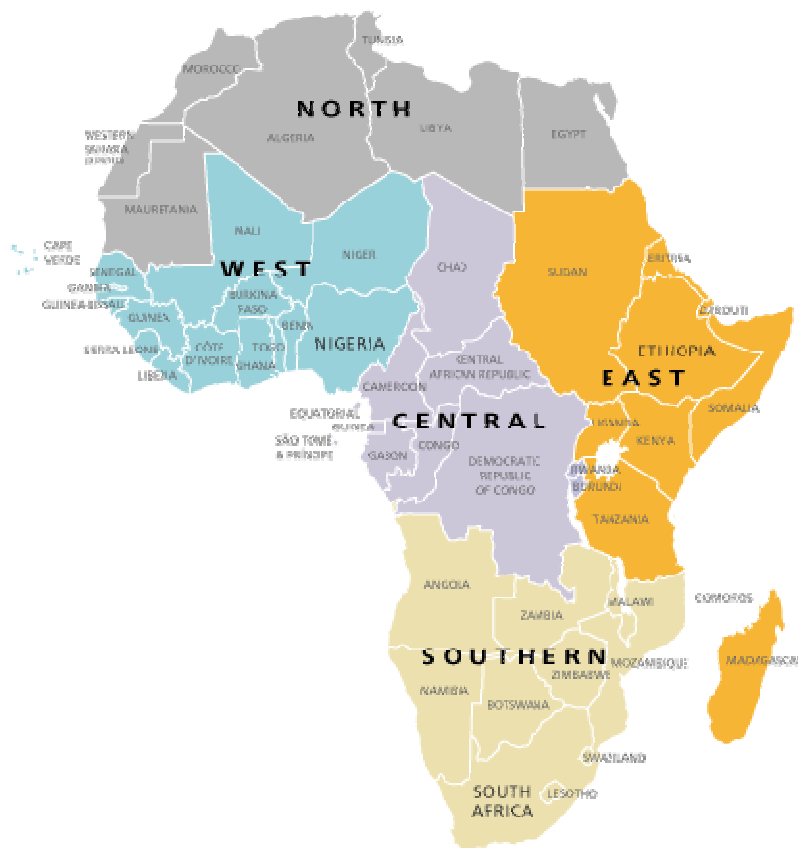 TUNISIA
MOROCCO
NORTH
ALGERIA
LIBYA
EGYPT
WESTERN
SAHARA
MAURETANIA
MALI
NIGER
CHAD
SUDAN
ERITREA
CAPE
VERDE
SENEGAL
GAMBIA
GUINEA-BISSAU
GUINEA
WEST
BURKINA
FASO
BENIN
NIGERIA
DJIBOUTI
ETHIOPIA
EAST
SIERRA LEONE
LIBERIA
CÔTE
D'IVOIRE
GHANA
TOGO
CENTRAL
AFRICAN REPUBLIC
CAMEROON
SOMALIA
EQUATORIAL
GUINEA
CENTRAL
UGANDA
KENYA
SÃO TOMÉ
& PRÍNCIPE
GABON
CONGO
DEMOCRATIC
REPUBLIC
OF CONGO
RWANDA
BURUNDI
TANZANIA
ANGOLA
ZAMBIA
MALAWI
COMOROS
SOUTHERN
MOZAMBIQUE
MADAGASCAR
ZIMBABWE
NAMIBIA
BOTSWANA
SWAZILAND
SOUTH
AFRICA
LESOTHO